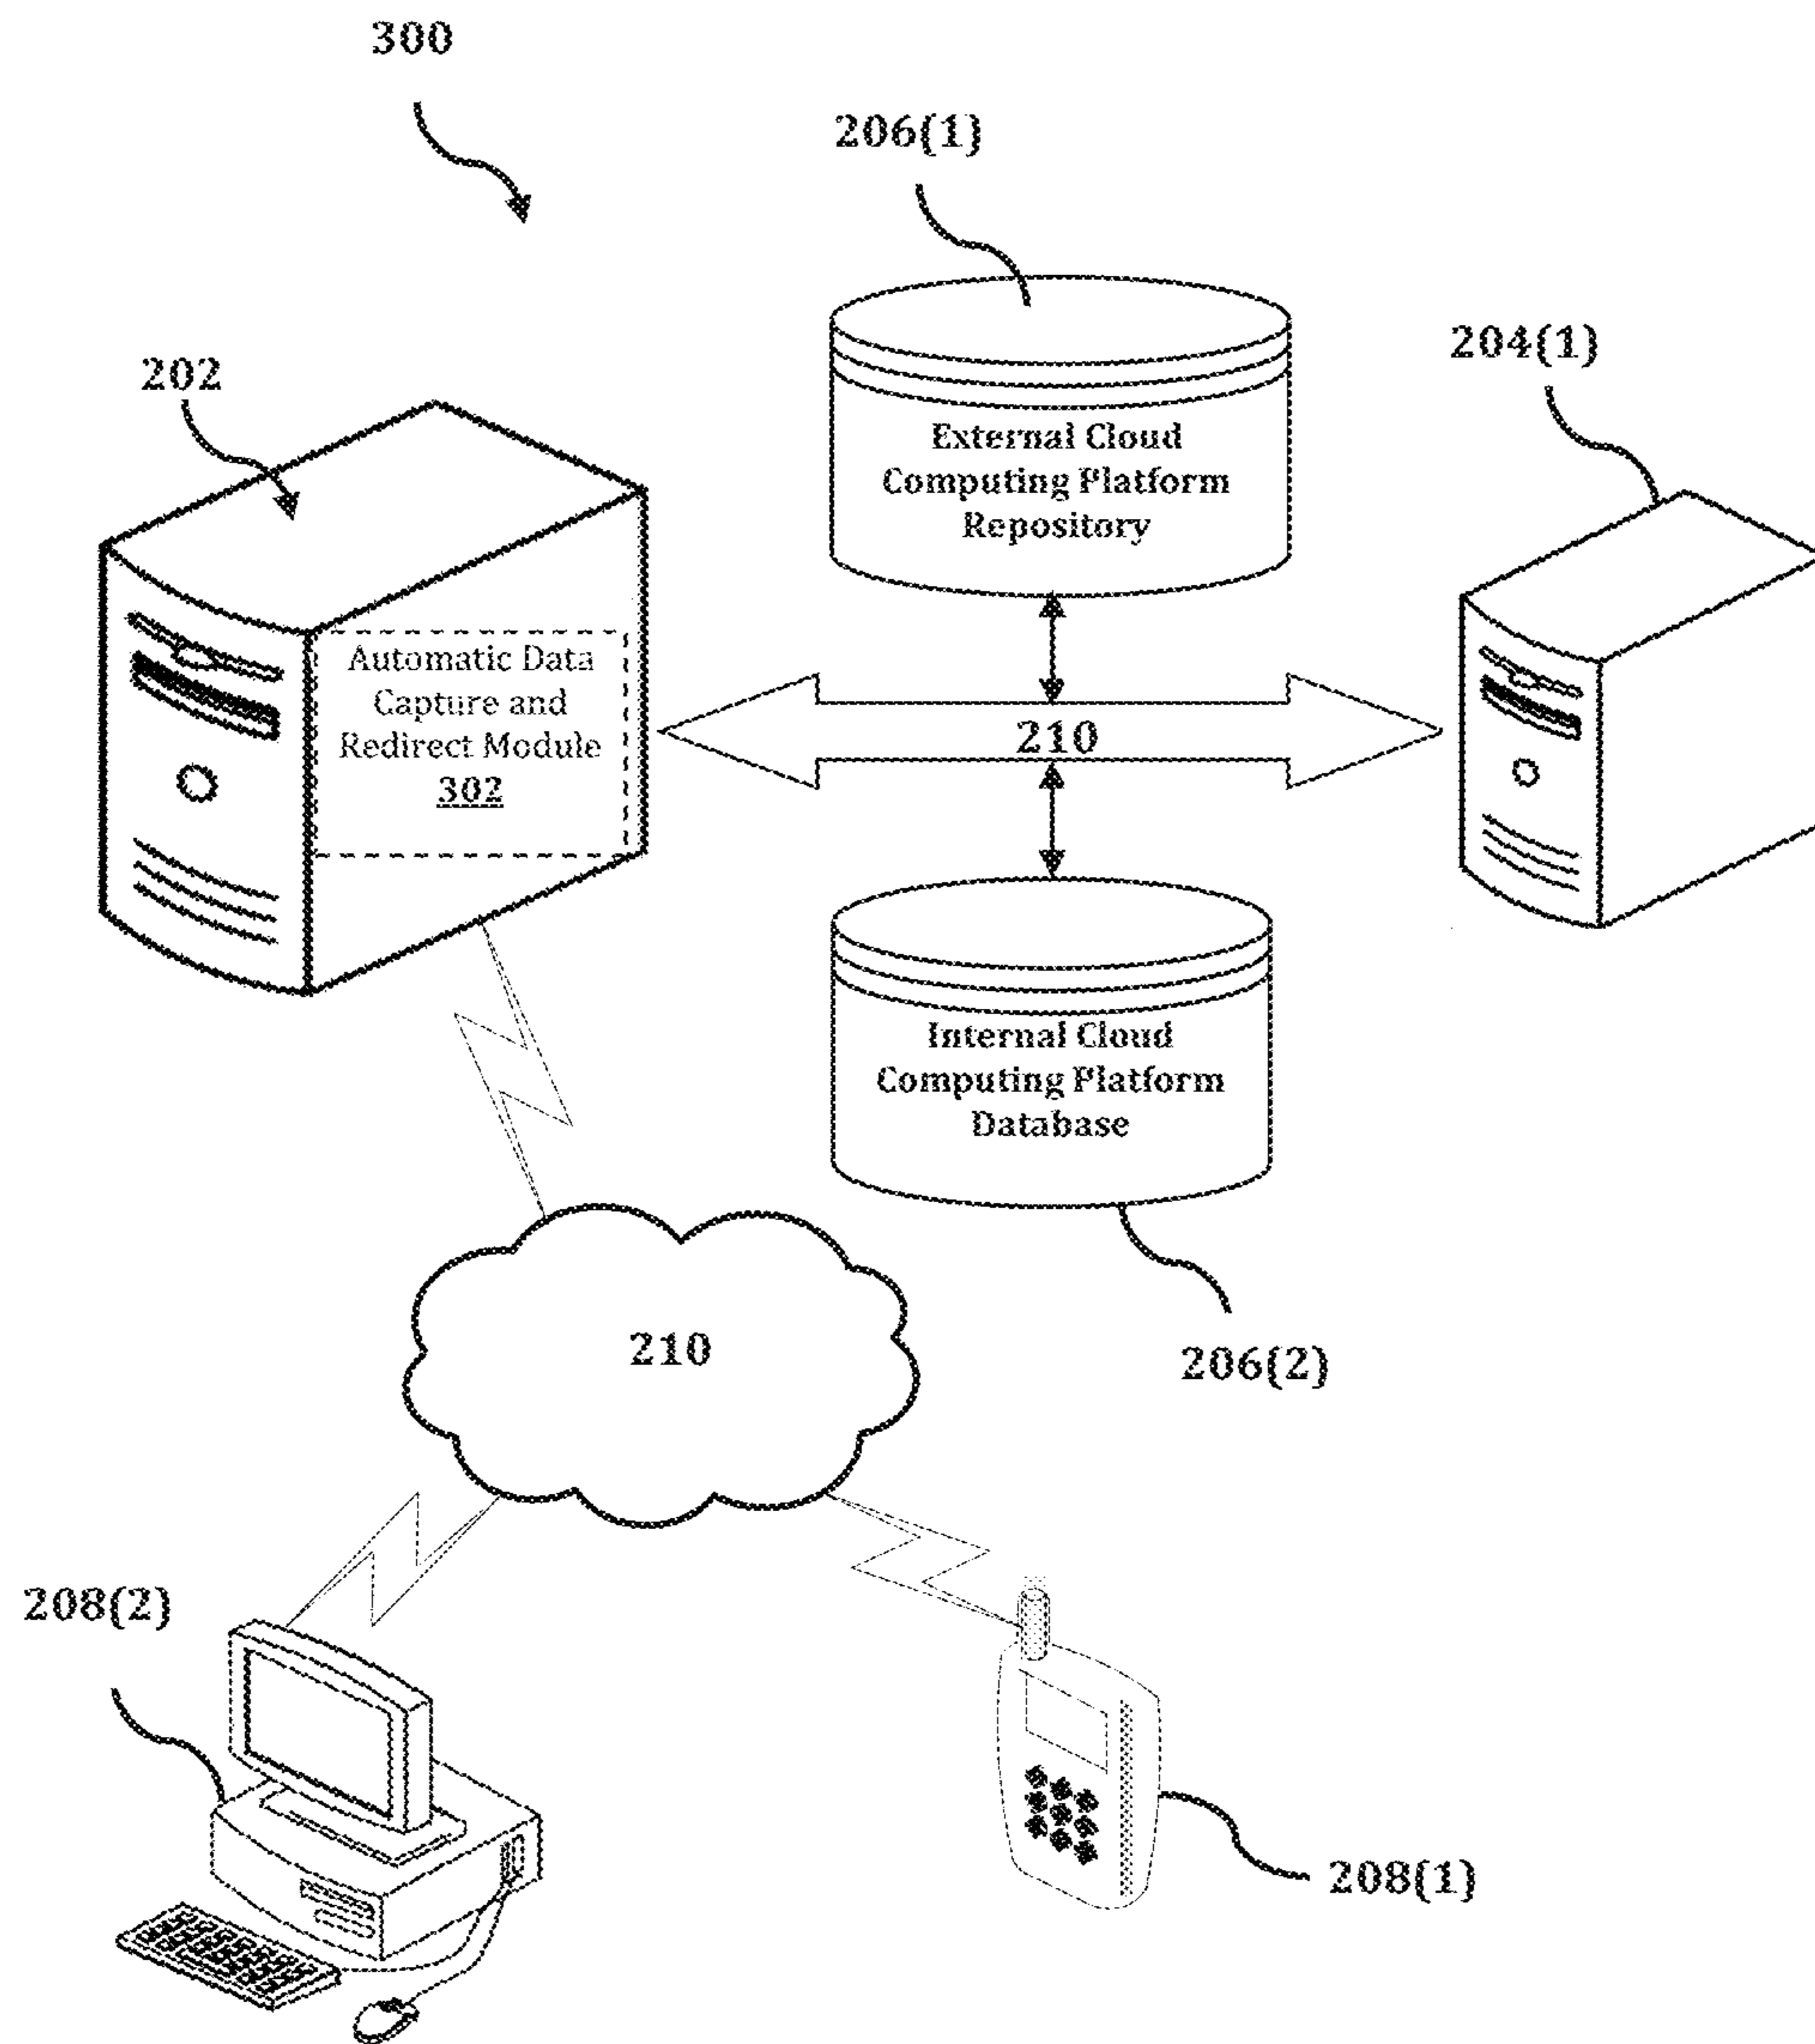 300
206(1)
204(1)
202
External Cloud
Computing Platform
Repository
Automatic Data
Capture and
Redirect Module
302
210
Internal Cloud
Computing Platform
Database
210
206(2)
208(2)
208(1)